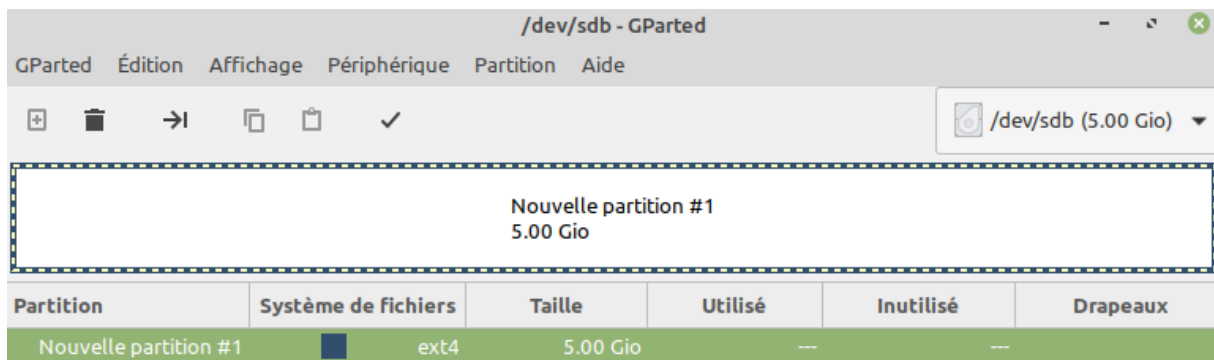 /dev/sdb - GParted
GParted Édition Affichage Périphérique Partition Aide
/dev/sdb (5.00 Gio)
Nouvelle partition #1
5.00 Gio
Partition Système de fichiers Taille Utilisé Inutilisé Drapeaux
Nouvelle partition #1 ext4 5.00 Gio --- ---